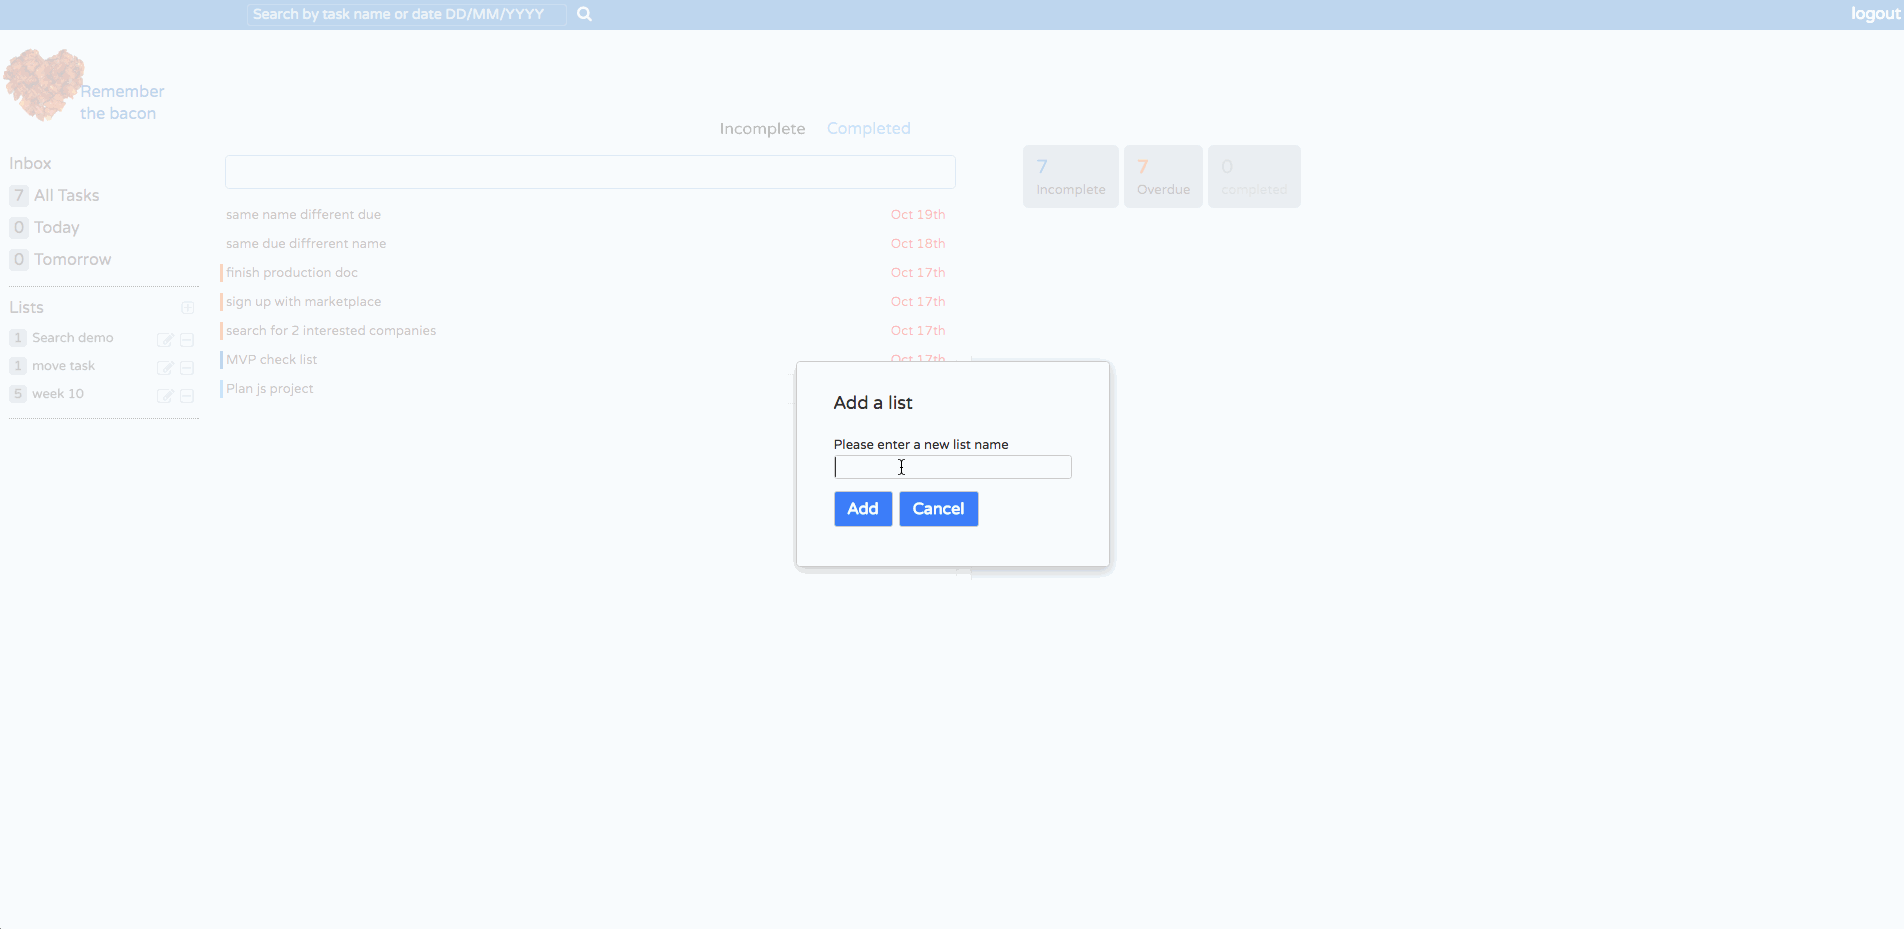 Search by task name or date DD/MM/YYYY
logout
Remember
the bacon
Incomplete Completed
Inbox
7 All Tasks
0 Today
0 Tomorrow
Lists
1 Search demo
1 move task
5 week 10
same name different due Oct 19th
same due diffrerent name Oct 18th
finish production doc Oct 17th
sign up with marketplace Oct 17th
search for 2 interested companies Oct 17th
MVP check list Oct 17th
Plan js project
7 Incomplete
7 Overdue
0 completed
Add a list
Please enter a new list name
Add Cancel